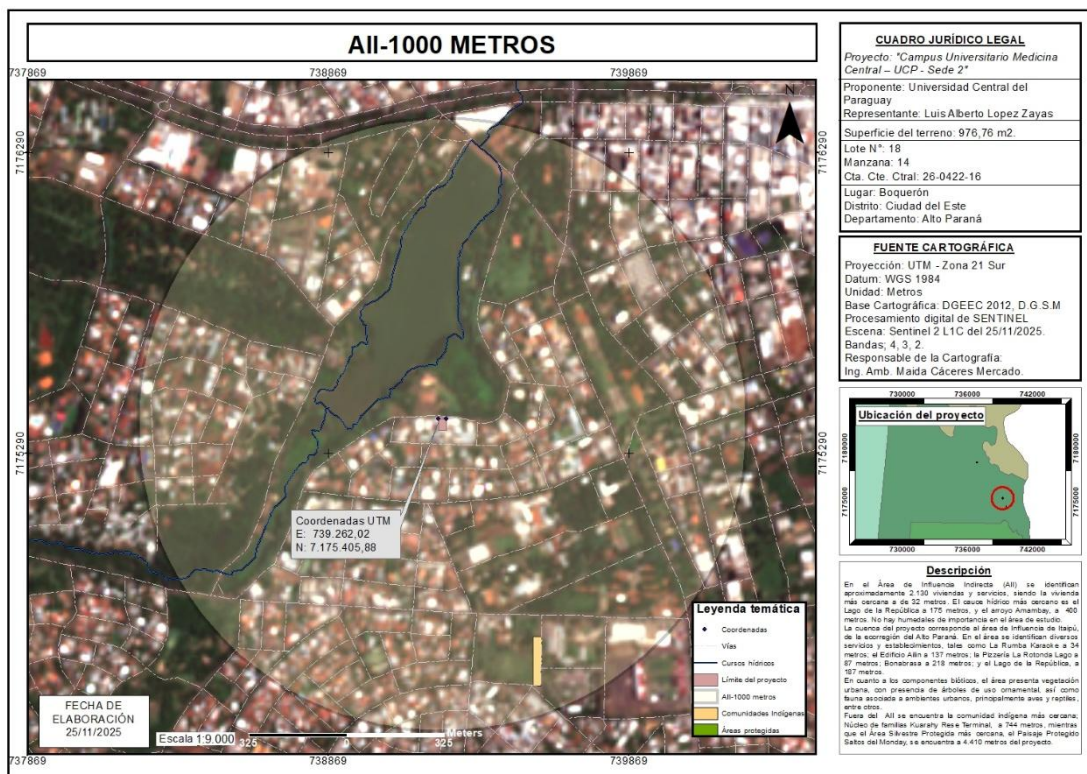 AII-1000 METROS
737869
738869
739869
7176290
7175290
7176290
7175290
737869
738869
739869
N
Coordenadas UTM
E: 739.262,02
N: 7.175.405,88
FECHA DE
ELABORACIÓN
25/11/2025
Escala 1:9.000
Meters
325
0
325
Leyenda temática
Coordenadas
Vías
Cursos hídricos
Límite del proyecto
AII-1000 metros
Comunidades Indígenas
Áreas protegidas
CUADRO JURÍDICO LEGAL
Proyecto: "Campus Universitario Medicina
Central – UCP - Sede 2"
Proponente: Universidad Central del
Paraguay
Representante: Luis Alberto Lopez Zayas
Superficie del terreno: 976,76 m2.
Lote N°: 18
Manzana: 14
Cta. Cte. Ctral: 26-0422-16
Lugar: Boquerón
Distrito: Ciudad del Este
Departamento: Alto Paraná
FUENTE CARTOGRÁFICA
Proyección: UTM - Zona 21 Sur
Datum: WGS 1984
Unidad: Metros
Base Cartográfica: DGEEC 2012, D.G.S.M
Procesamiento digital de SENTINEL
Escena: Sentinel 2 L1C del 25/11/2025.
Bandas; 4, 3, 2.
Responsable de la Cartografía:
Ing. Amb. Maida Cáceres Mercado.
730000
736000
742000
Ubicación del proyecto
7180000
7175000
7180000
7175000
730000
736000
742000
Descripción
En el Área de Influencia Indirecta (AII) se identifican
aproximadamente 2.130 viviendas y servicios, siendo la vivienda
más cercana a de 32 metros. El cauce hídrico más cercano es el
Lago de la República a 175 metros, y el arroyo Amambay, a 400
metros. No hay humedales de importancia en el área de estudio.
La cuenca del proyecto corresponde al área de Influencia de Itaipú,
de la ecorregión del Alto Paraná. En el área se identifican diversos
servicios y establecimientos, tales como La Rumba Karaoke a 34
metros; el Edificio Ailin a 137 metros; la Pizzería La Rotonda Lago a
87 metros; Bonabrasa a 218 metros; y el Lago de la República, a
187 metros.
En cuanto a los componentes bióticos, el área presenta vegetación
urbana, con presencia de árboles de uso ornamental, así como
fauna asociada a ambientes urbanos, principalmente aves y reptiles,
entre otros.
Fuera del AII se encuentra la comunidad indígena más cercana;
Núcleo de familias Kuarahy Rese Terminal, a 744 metros, mientras
que el Área Silvestre Protegida más cercana, el Paisaje Protegido
Saltos del Monday, se encuentra a 4.410 metros del proyecto.